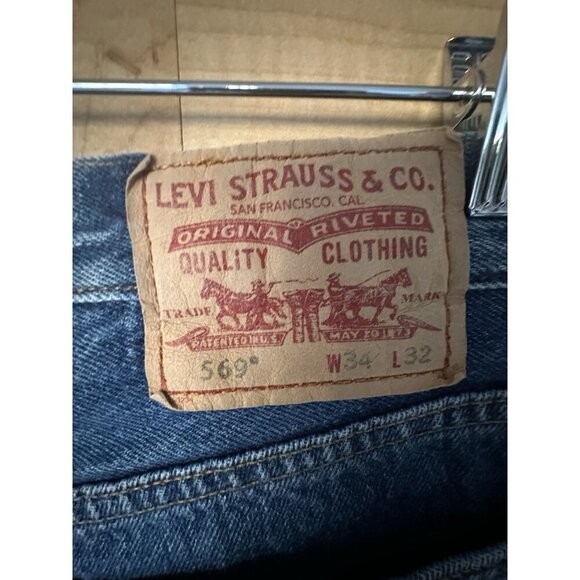 LEVI STRAUSS & CO.
SAN FRANCISCO, CAL
ORIGINAL RIVETED
QUALITY CLOTHING
TRADE MARK
PATENTED IN U.S. MAY 20 1873
569®
W34 L32